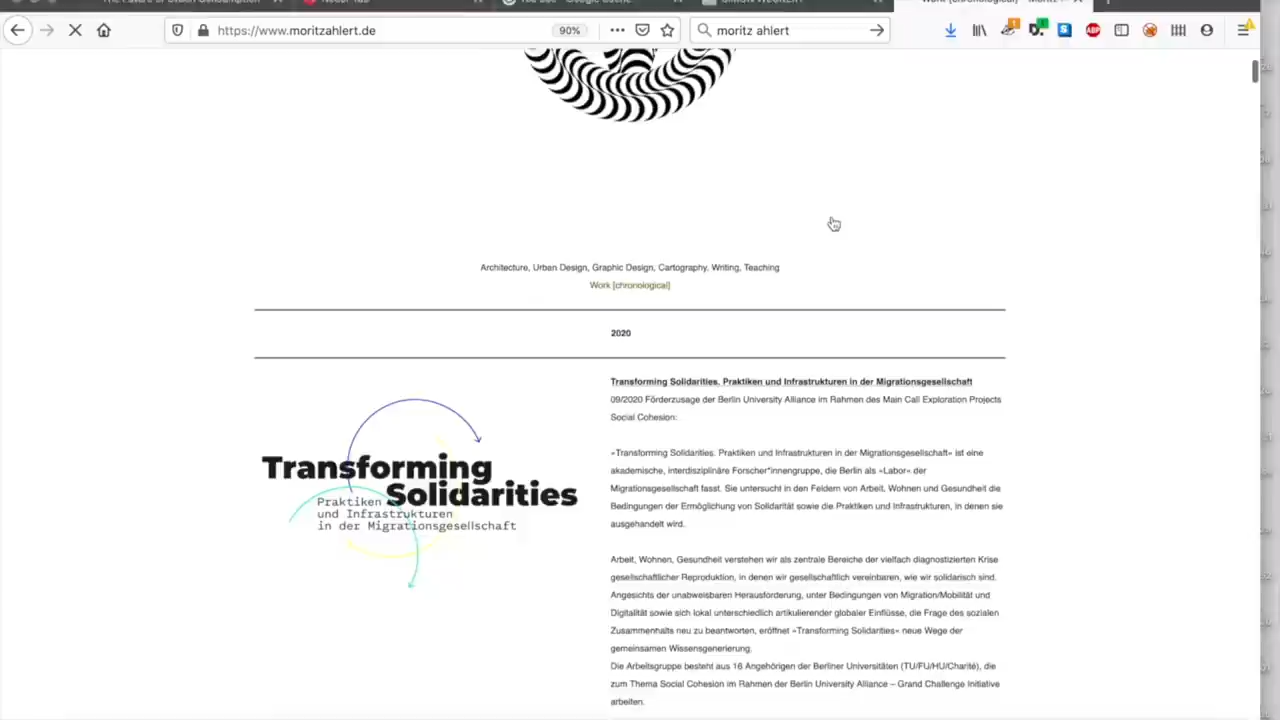 https://www.moritzahlert.de
90%
moritz ahlert
Architecture, Urban Design, Graphic Design, Cartography. Writing, Teaching
Work [chronological]
2020
Transforming Solidarities. Praktiken und Infrastrukturen in der Migrationsgesellschaft
09/2020 Förderzusage der Berlin University Alliance im Rahmen des Main Call Exploration Projects
Social Cohesion:
»Transforming Solidarities. Praktiken und Infrastrukturen in der Migrationsgesellschaft« ist eine
akademische, interdisziplinäre Forscher*innengruppe, die Berlin als »Labor« der
Migrationsgesellschaft fasst. Sie untersucht in den Feldern von Arbeit, Wohnen und Gesundheit die
Bedingungen der Ermöglichung von Solidarität sowie die Praktiken und Infrastrukturen, in denen sie
ausgehandelt wird.
Arbeit, Wohnen, Gesundheit verstehen wir als zentrale Bereiche der vielfach diagnostizierten Krise
gesellschaftlicher Reproduktion, in denen wir gesellschaftlich vereinbaren, wie wir solidarisch sind.
Angesichts der unabweisbaren Herausforderung, unter Bedingungen von Migration/Mobilität und
Digitalität sowie sich lokal unterschiedlich artikulierender globaler Einflüsse, die Frage des sozialen
Zusammenhalts neu zu beantworten, eröffnet »Transforming Solidarities« neue Wege der
gemeinsamen Wissensgenerierung.
Die Arbeitsgruppe besteht aus 16 Angehörigen der Berliner Universitäten (TU/FU/HU/Charité), die
zum Thema Social Cohesion im Rahmen der Berlin University Alliance – Grand Challenge Initiative
arbeiten.
Transforming
Solidarities
Praktiken
und Infrastrukturen
in der Migrationsgesellschaft
ABP